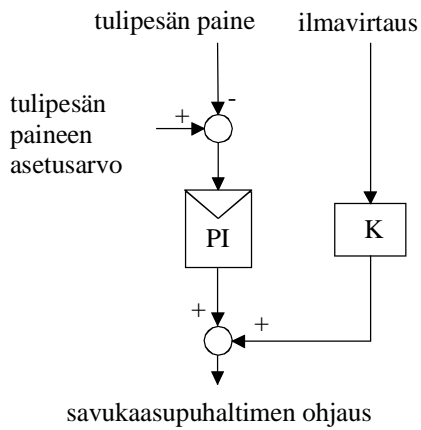 tulipesän paine
ilmavirtaus
-
+
tulipesän
paineen
asetusarvo
PI
K
+
+
savukaasupuhaltimen ohjaus